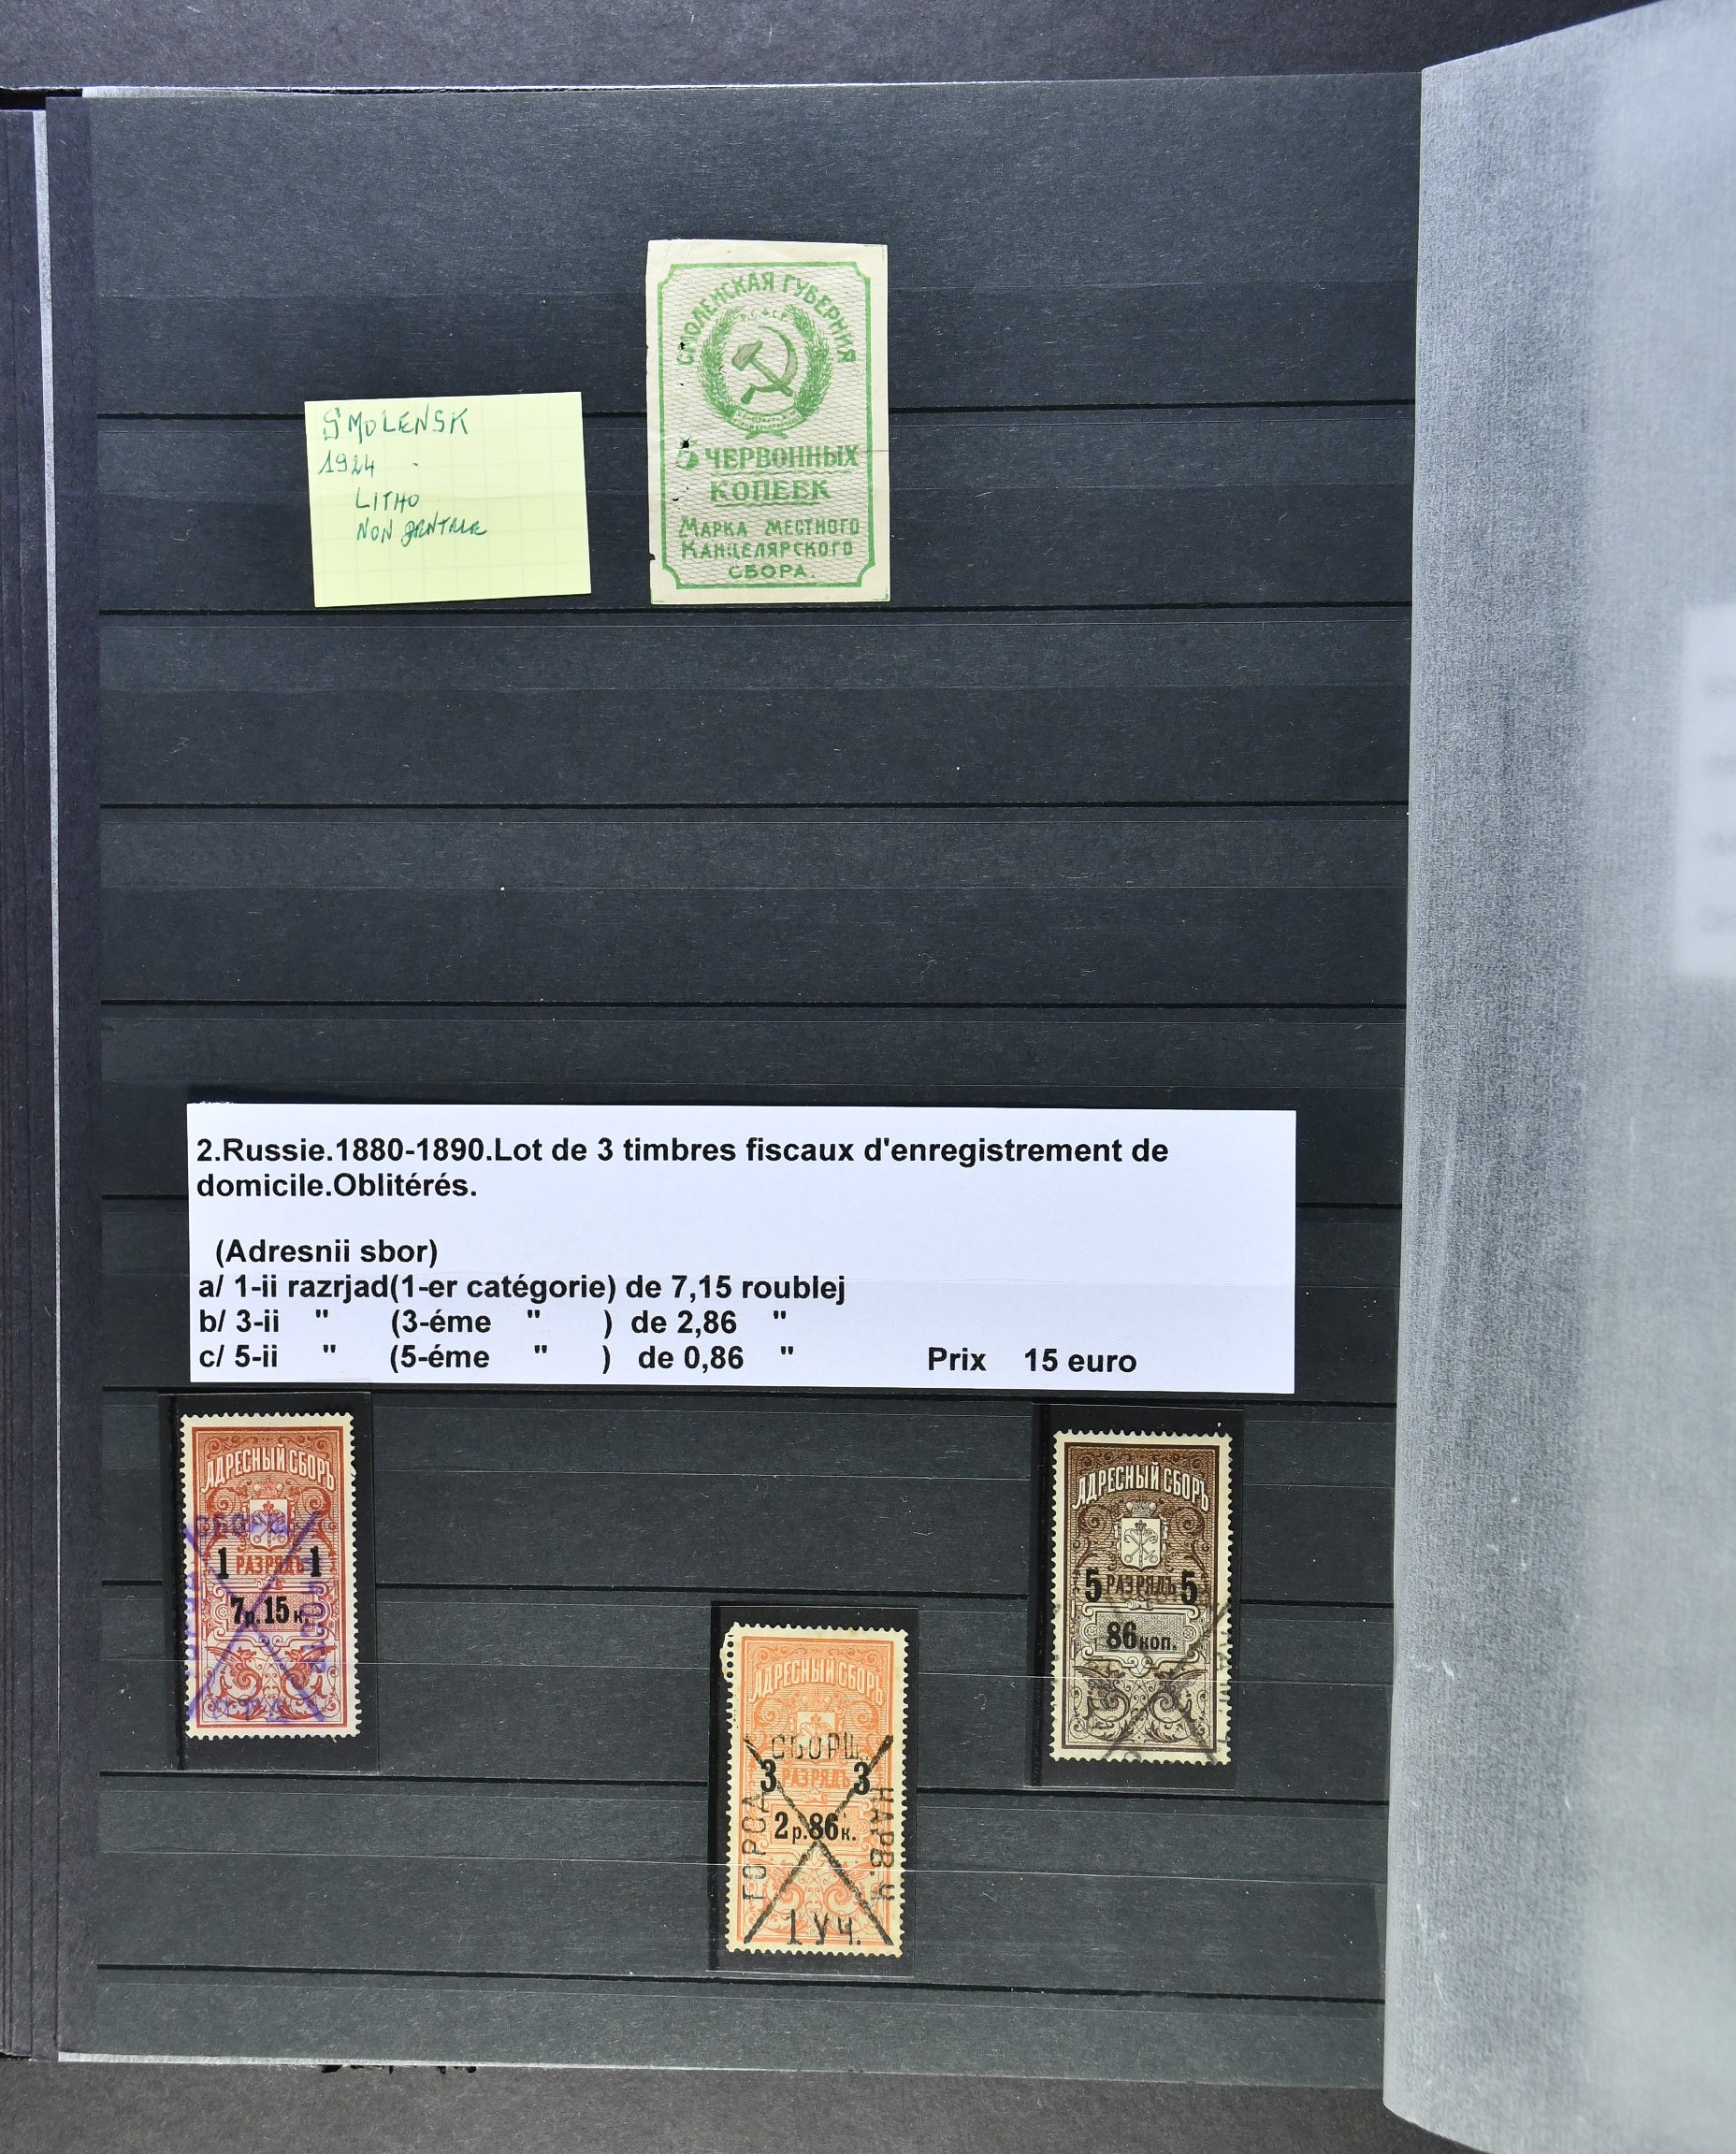 СМОЛЕНСКАЯ ГУБЕРНИЯ
Р.С.Ф.С.Р.
5 ЧЕРВОННЫХ
КОПЕЕК
МАРКА МЕСТНОГО
КАНЦЕЛЯРСКОГО
СБОРА.
SMOLENSK
1924
LITHO
NON
2.Russie.1880-1890.Lot de 3 timbres fiscaux d'enregistrement de
domicile.Oblitérés.
(Adresnii sbor)
a/ 1-ii razrjad(1-er catégorie) de 7,15 roublej
b/ 3-ii " (3-éme " ) de 2,86 "
c/ 5-ii " (5-éme " ) de 0,86 " Prix 15 euro
АДРЕСНЫЙ СБОРЪ
1 РАЗРЯДЪ 1
7р.15к.
АДРЕСНЫЙ СБОРЪ
СБОРЩ.
3 РАЗРЯДЪ 3
2р.86к.
ГОРОД
НАРВ.Ч
1 УЧ.
АДРЕСНЫЙ СБОРЪ
5 РАЗРЯДЪ 5
86 коп.